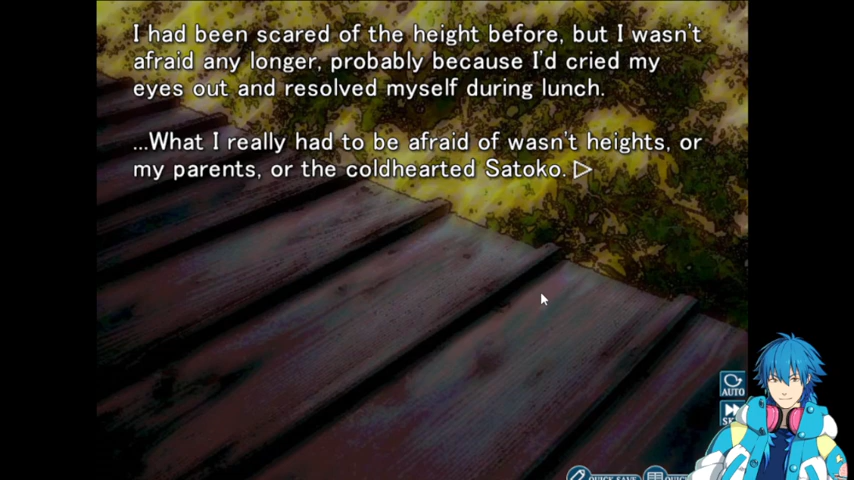 I had been scared of the height before, but I wasn't
afraid any longer, probably because I'd cried my
eyes out and resolved myself during lunch.
...What I really had to be afraid of wasn't heights, or
my parents, or the coldhearted Satoko.
AUTO
QUICK SAVE